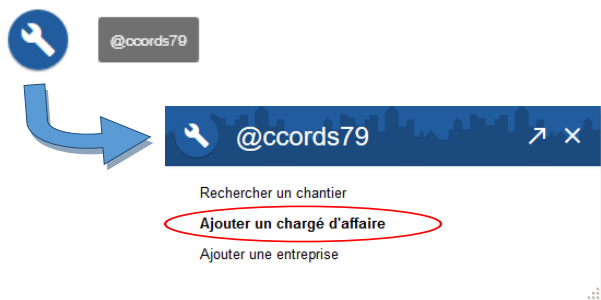 @ccords79
@ccords79
Rechercher un chantier
Ajouter un chargé d'affaire
Ajouter une entreprise